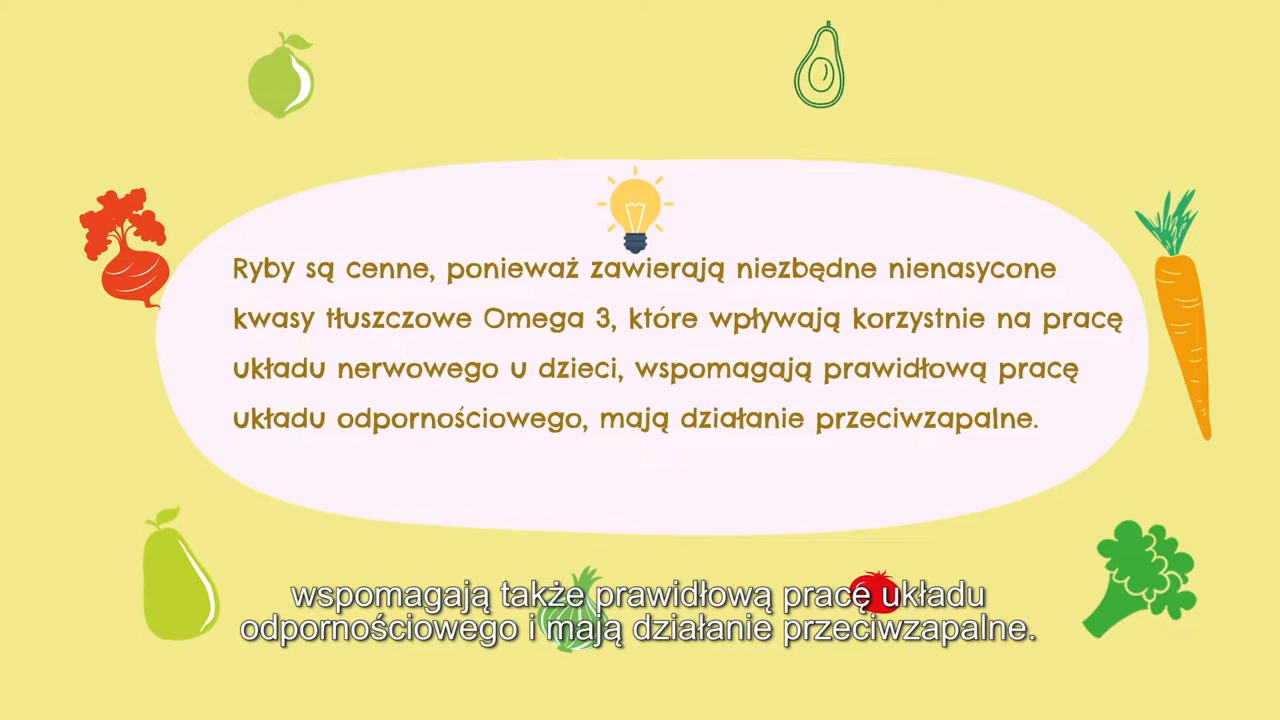 Ryby są cenne, ponieważ zawierają niezbędne nienasycone
kwasy tłuszczowe Omega 3, które wpływają korzystnie na pracę
układu nerwowego u dzieci, wspomagają prawidłową pracę
układu odpornościowego, mają działanie przeciwzapalne.
wspomagają także prawidłową pracę układu
odpornościowego i mają działanie przeciwzapalne.